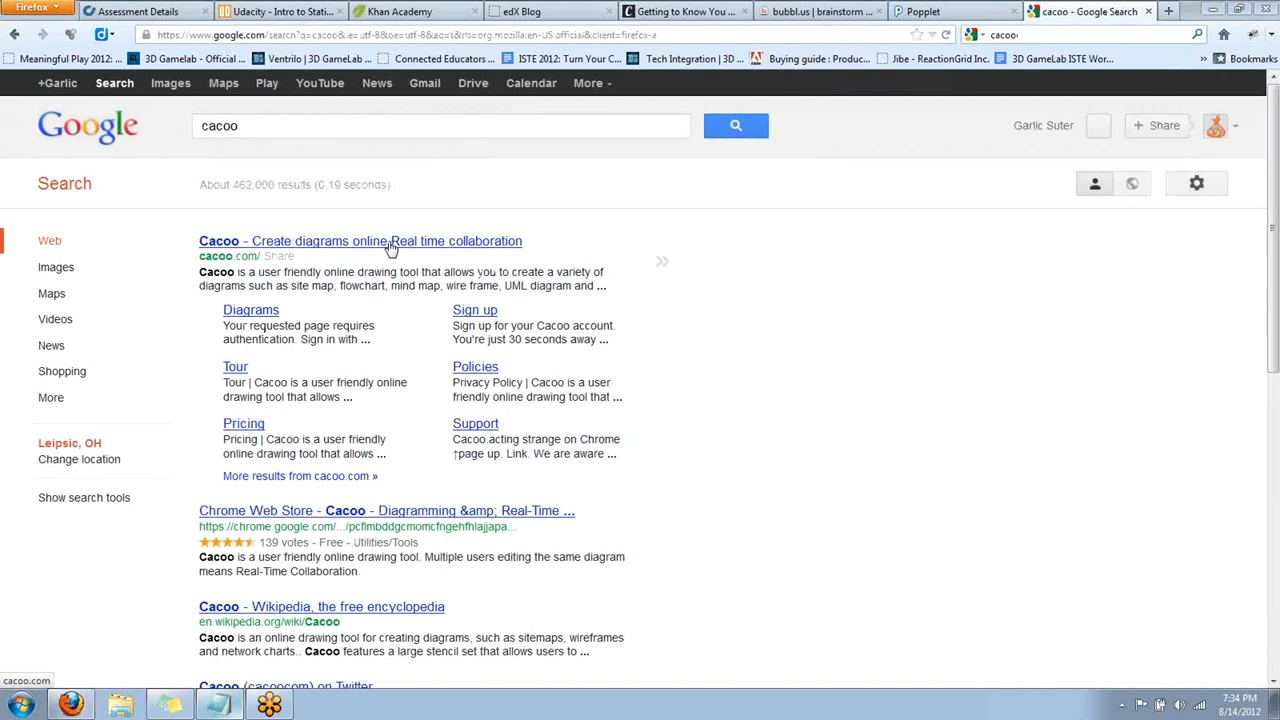 Firefox
Assessment Details
Udacity - Intro to Stati...
Khan Academy
edX Blog
Getting to Know You ...
bubbl.us | brainstorm ...
Popplet
cacoo - Google Search
cacoo
Meaningful Play 2012: ...
3D Gamelab - Official ...
Ventrilo | 3D GameLab ...
Connected Educators ...
ISTE 2012: Turn Your C...
Tech Integration | 3D ...
Buying guide : Produc...
Jibe - ReactionGrid Inc.
3D GameLab ISTE Wor...
Bookmarks
+Garlic Search Images Maps Play YouTube News Gmail Drive Calendar More
Google
cacoo
Garlic Suter
+ Share
Search
About 462,000 results (0.19 seconds)
Web
Images
Maps
Videos
News
Shopping
More
Leipsic, OH
Change location
Show search tools
Cacoo - Create diagrams online Real time collaboration
cacoo.com/ Share
Cacoo is a user friendly online drawing tool that allows you to create a variety of
diagrams such as site map, flowchart, mind map, wire frame, UML diagram and ...
Diagrams
Your requested page requires
authentication. Sign in with ...
Sign up
Sign up for your Cacoo account.
You're just 30 seconds away ...
Tour
Tour | Cacoo is a user friendly online
drawing tool that allows ...
Policies
Privacy Policy | Cacoo is a user
friendly online drawing tool that ...
Pricing
Pricing | Cacoo is a user friendly
online drawing tool that allows ...
Support
Cacoo acting strange on Chrome
↑page up. Link. We are aware ...
More results from cacoo.com »
Chrome Web Store - Cacoo - Diagramming &amp; Real-Time ...
139 votes - Free - Utilities/Tools
Cacoo is a user friendly online drawing tool. Multiple users editing the same diagram
means Real-Time Collaboration.
Cacoo - Wikipedia, the free encyclopedia
en.wikipedia.org/wiki/Cacoo
Cacoo is an online drawing tool for creating diagrams, such as sitemaps, wireframes
and network charts.. Cacoo features a large stencil set that allows users to ...
Cacoo (cacoocom) on Twitter
cacoo.com
7:34 PM
8/14/2012